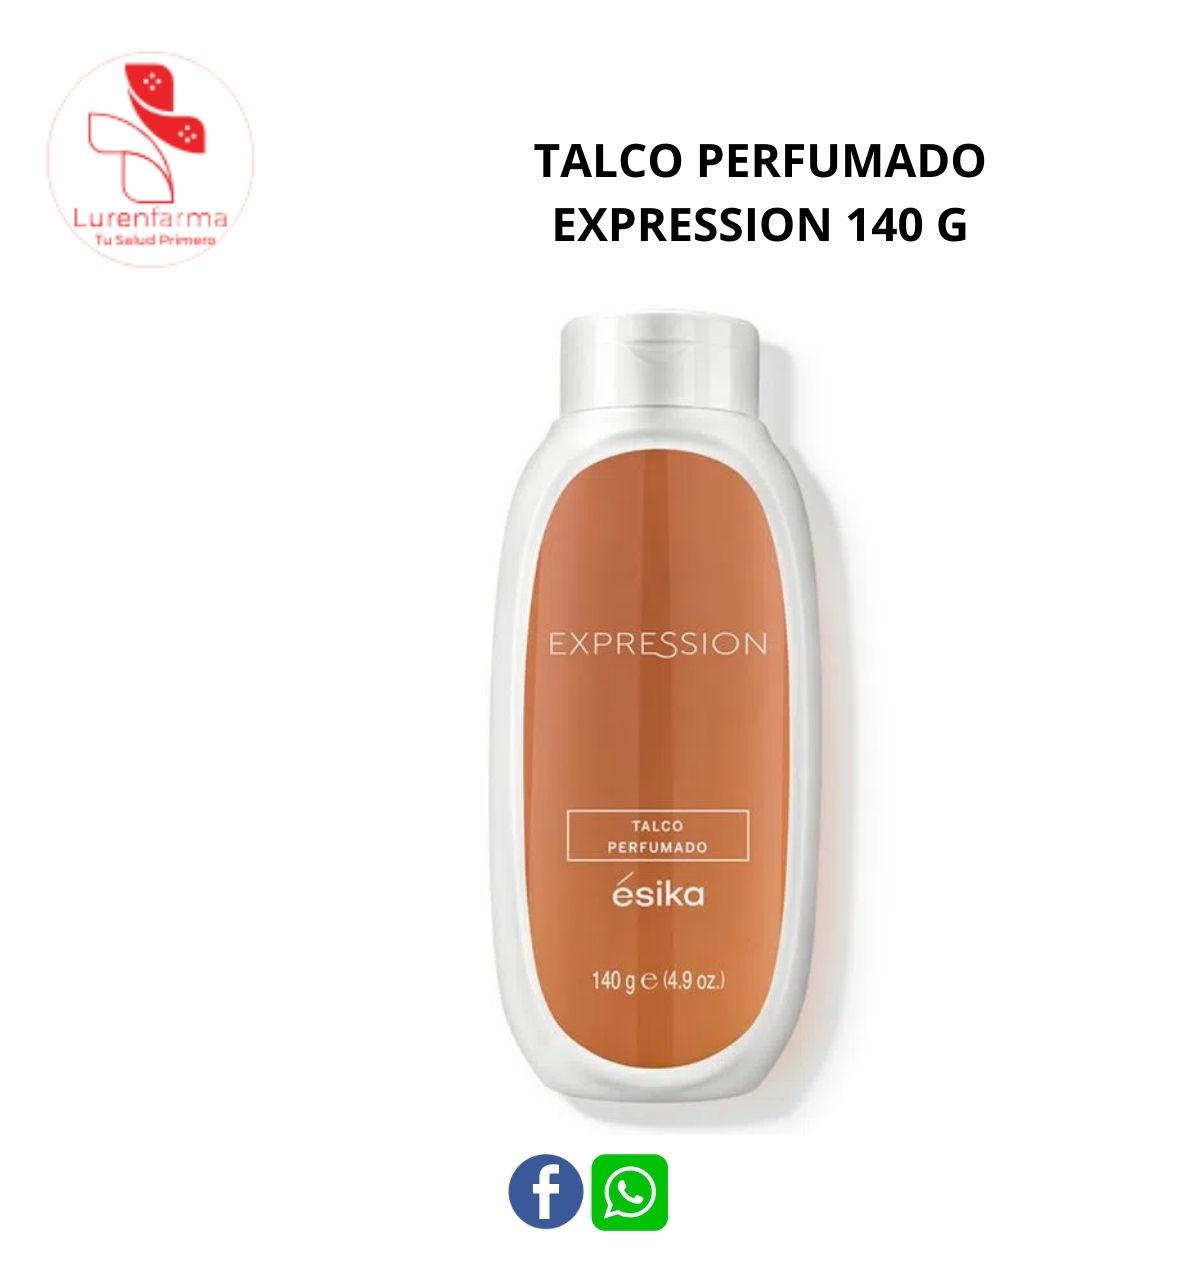 Lurenfarma
Tu Salud Primero
TALCO PERFUMADO
EXPRESSION 140 G
EXPRESSION
TALCO
PERFUMADO
ésika
140 g ℮ (4.9 oz.)